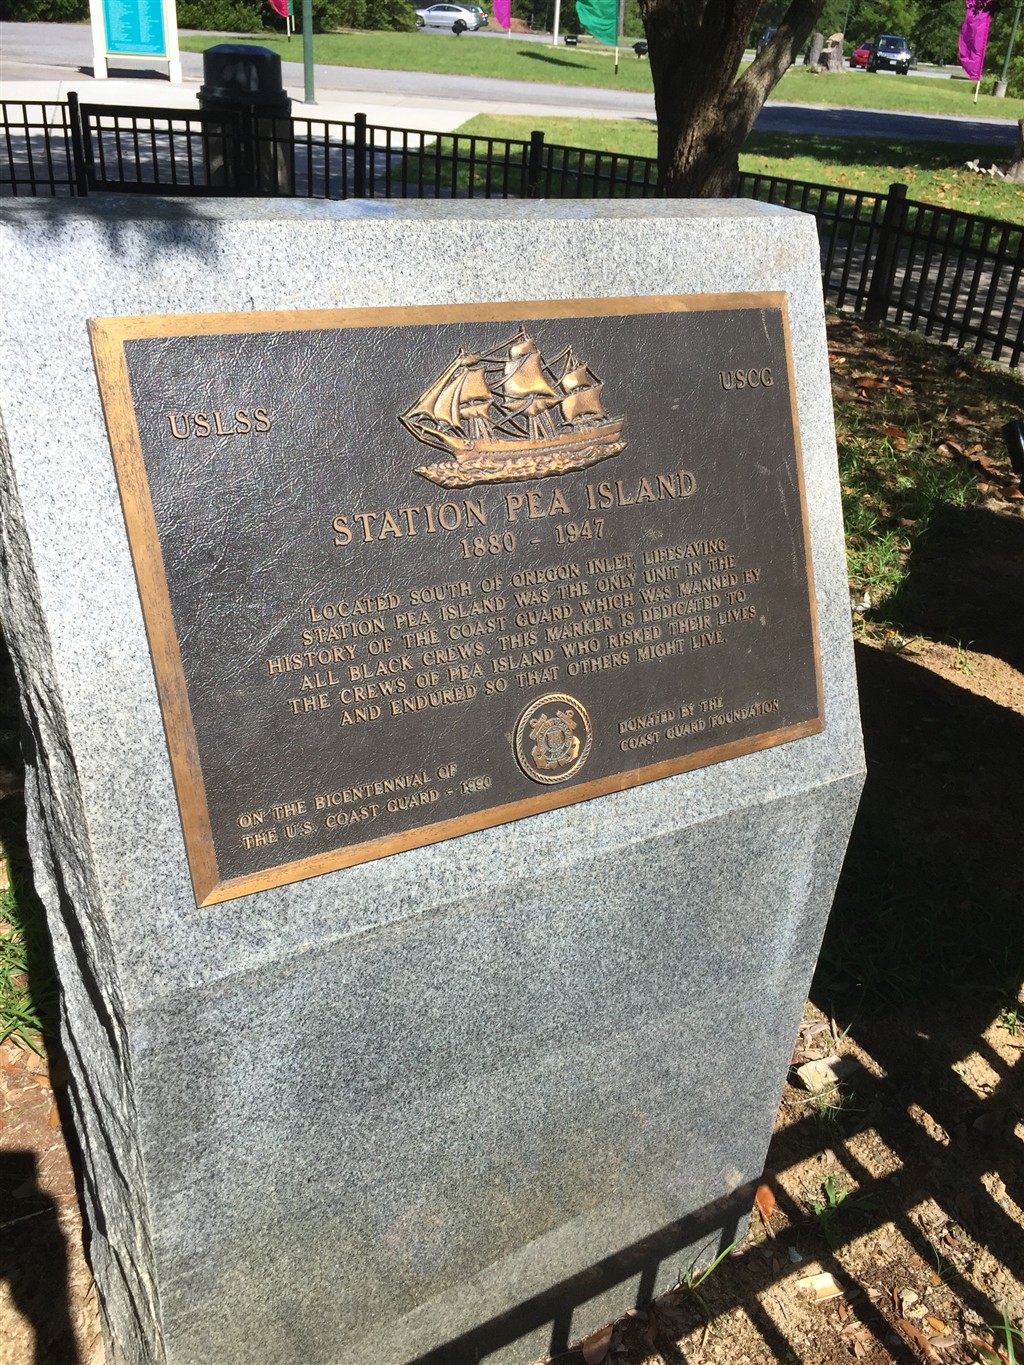 USLSS
USCG
STATION PEA ISLAND
1880 - 1947
LOCATED SOUTH OF OREGON INLET, LIFESAVING
STATION PEA ISLAND WAS THE ONLY UNIT IN THE
HISTORY OF THE COAST GUARD WHICH WAS MANNED BY
ALL BLACK CREWS. THIS MARKER IS DEDICATED TO
THE CREWS OF PEA ISLAND WHO RISKED THEIR LIVES
AND ENDURED SO THAT OTHERS MIGHT LIVE.
ON THE BICENTENNIAL OF
THE U.S. COAST GUARD - 1990
DONATED BY THE
COAST GUARD FOUNDATION